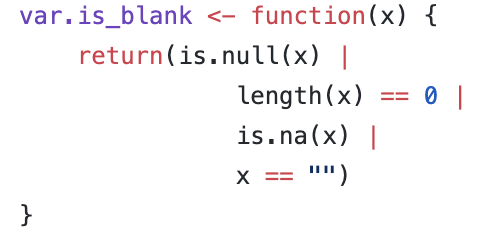 var.is_blank <- function(x) {
    return(is.null(x) |
               length(x) == 0 |
               is.na(x) |
               x == "")
}